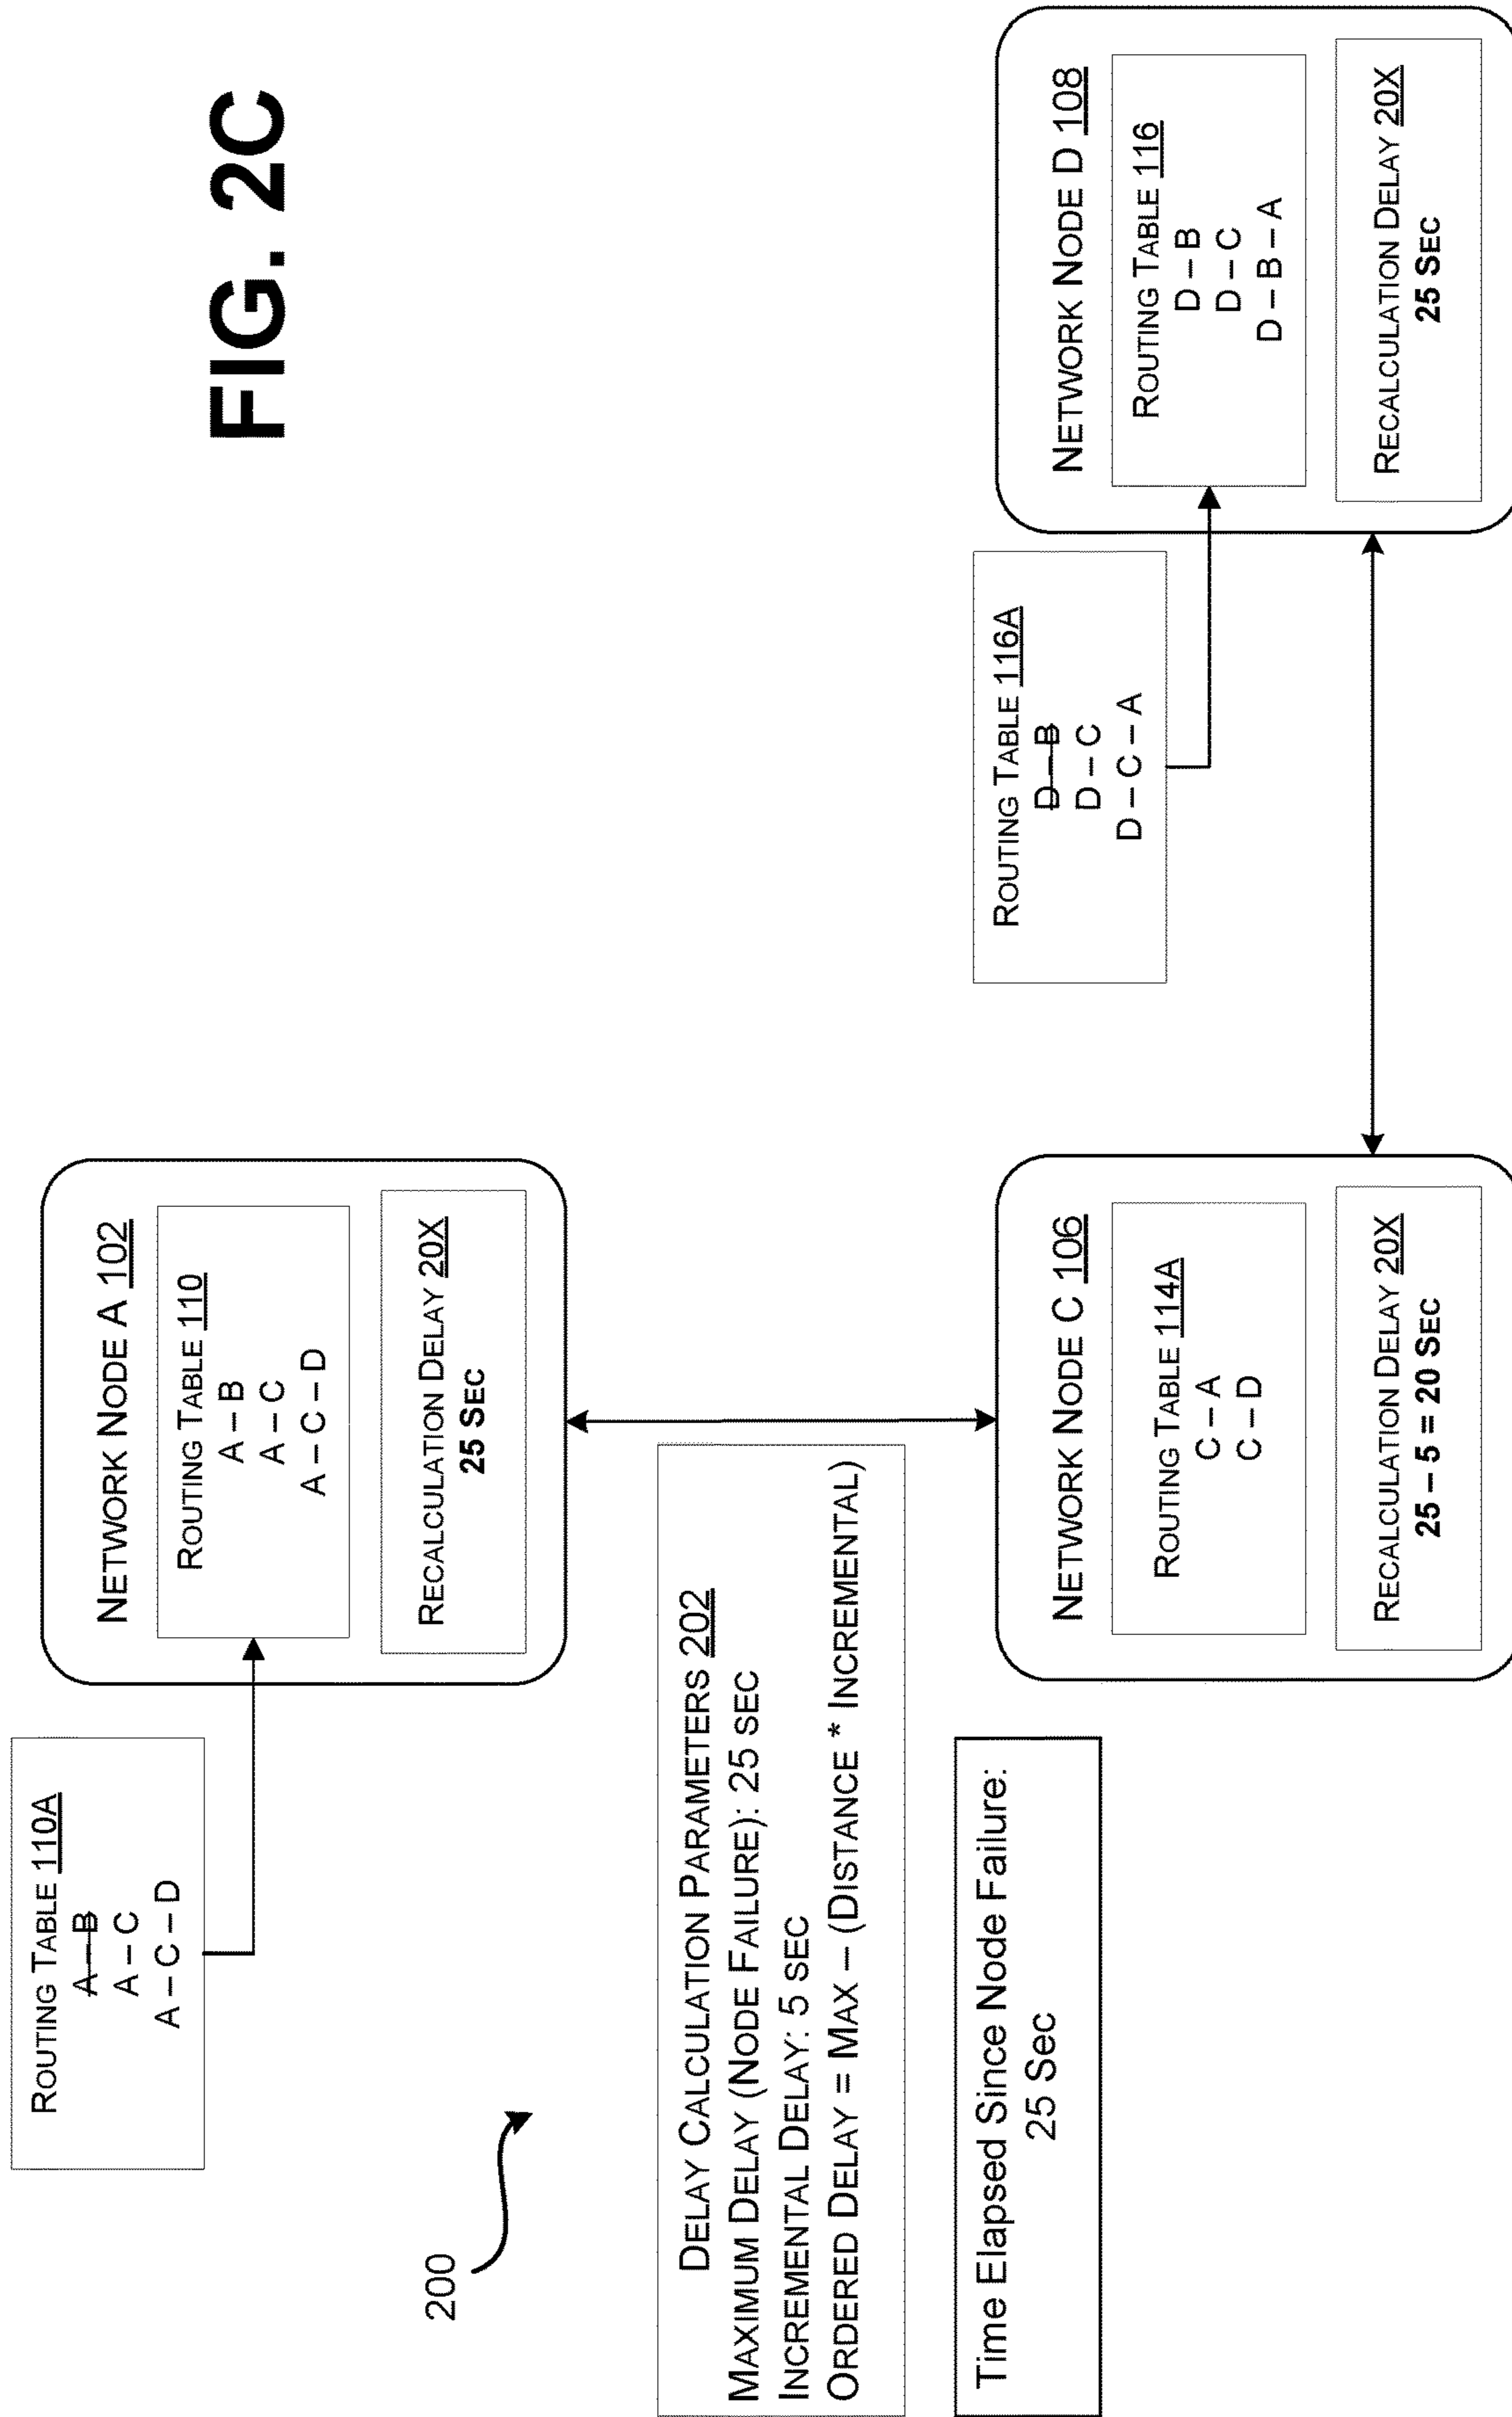 FIG. 2C
ROUTING TABLE 110A
A – B
A – C
A – C – D
NETWORK NODE A 102
ROUTING TABLE 110
A – B
A – C
A – C – D
RECALCULATION DELAY 20X
25 SEC
200
DELAY CALCULATION PARAMETERS 202
MAXIMUM DELAY (NODE FAILURE): 25 SEC
INCREMENTAL DELAY: 5 SEC
ORDERED DELAY = MAX – (DISTANCE * INCREMENTAL)
Time Elapsed Since Node Failure:
25 Sec
NETWORK NODE C 106
ROUTING TABLE 114A
C – A
C – D
RECALCULATION DELAY 20X
25 – 5 = 20 SEC
ROUTING TABLE 116A
D – B
D – C
D – C – A
NETWORK NODE D 108
ROUTING TABLE 116
D – B
D – C
D – B – A
RECALCULATION DELAY 20X
25 SEC